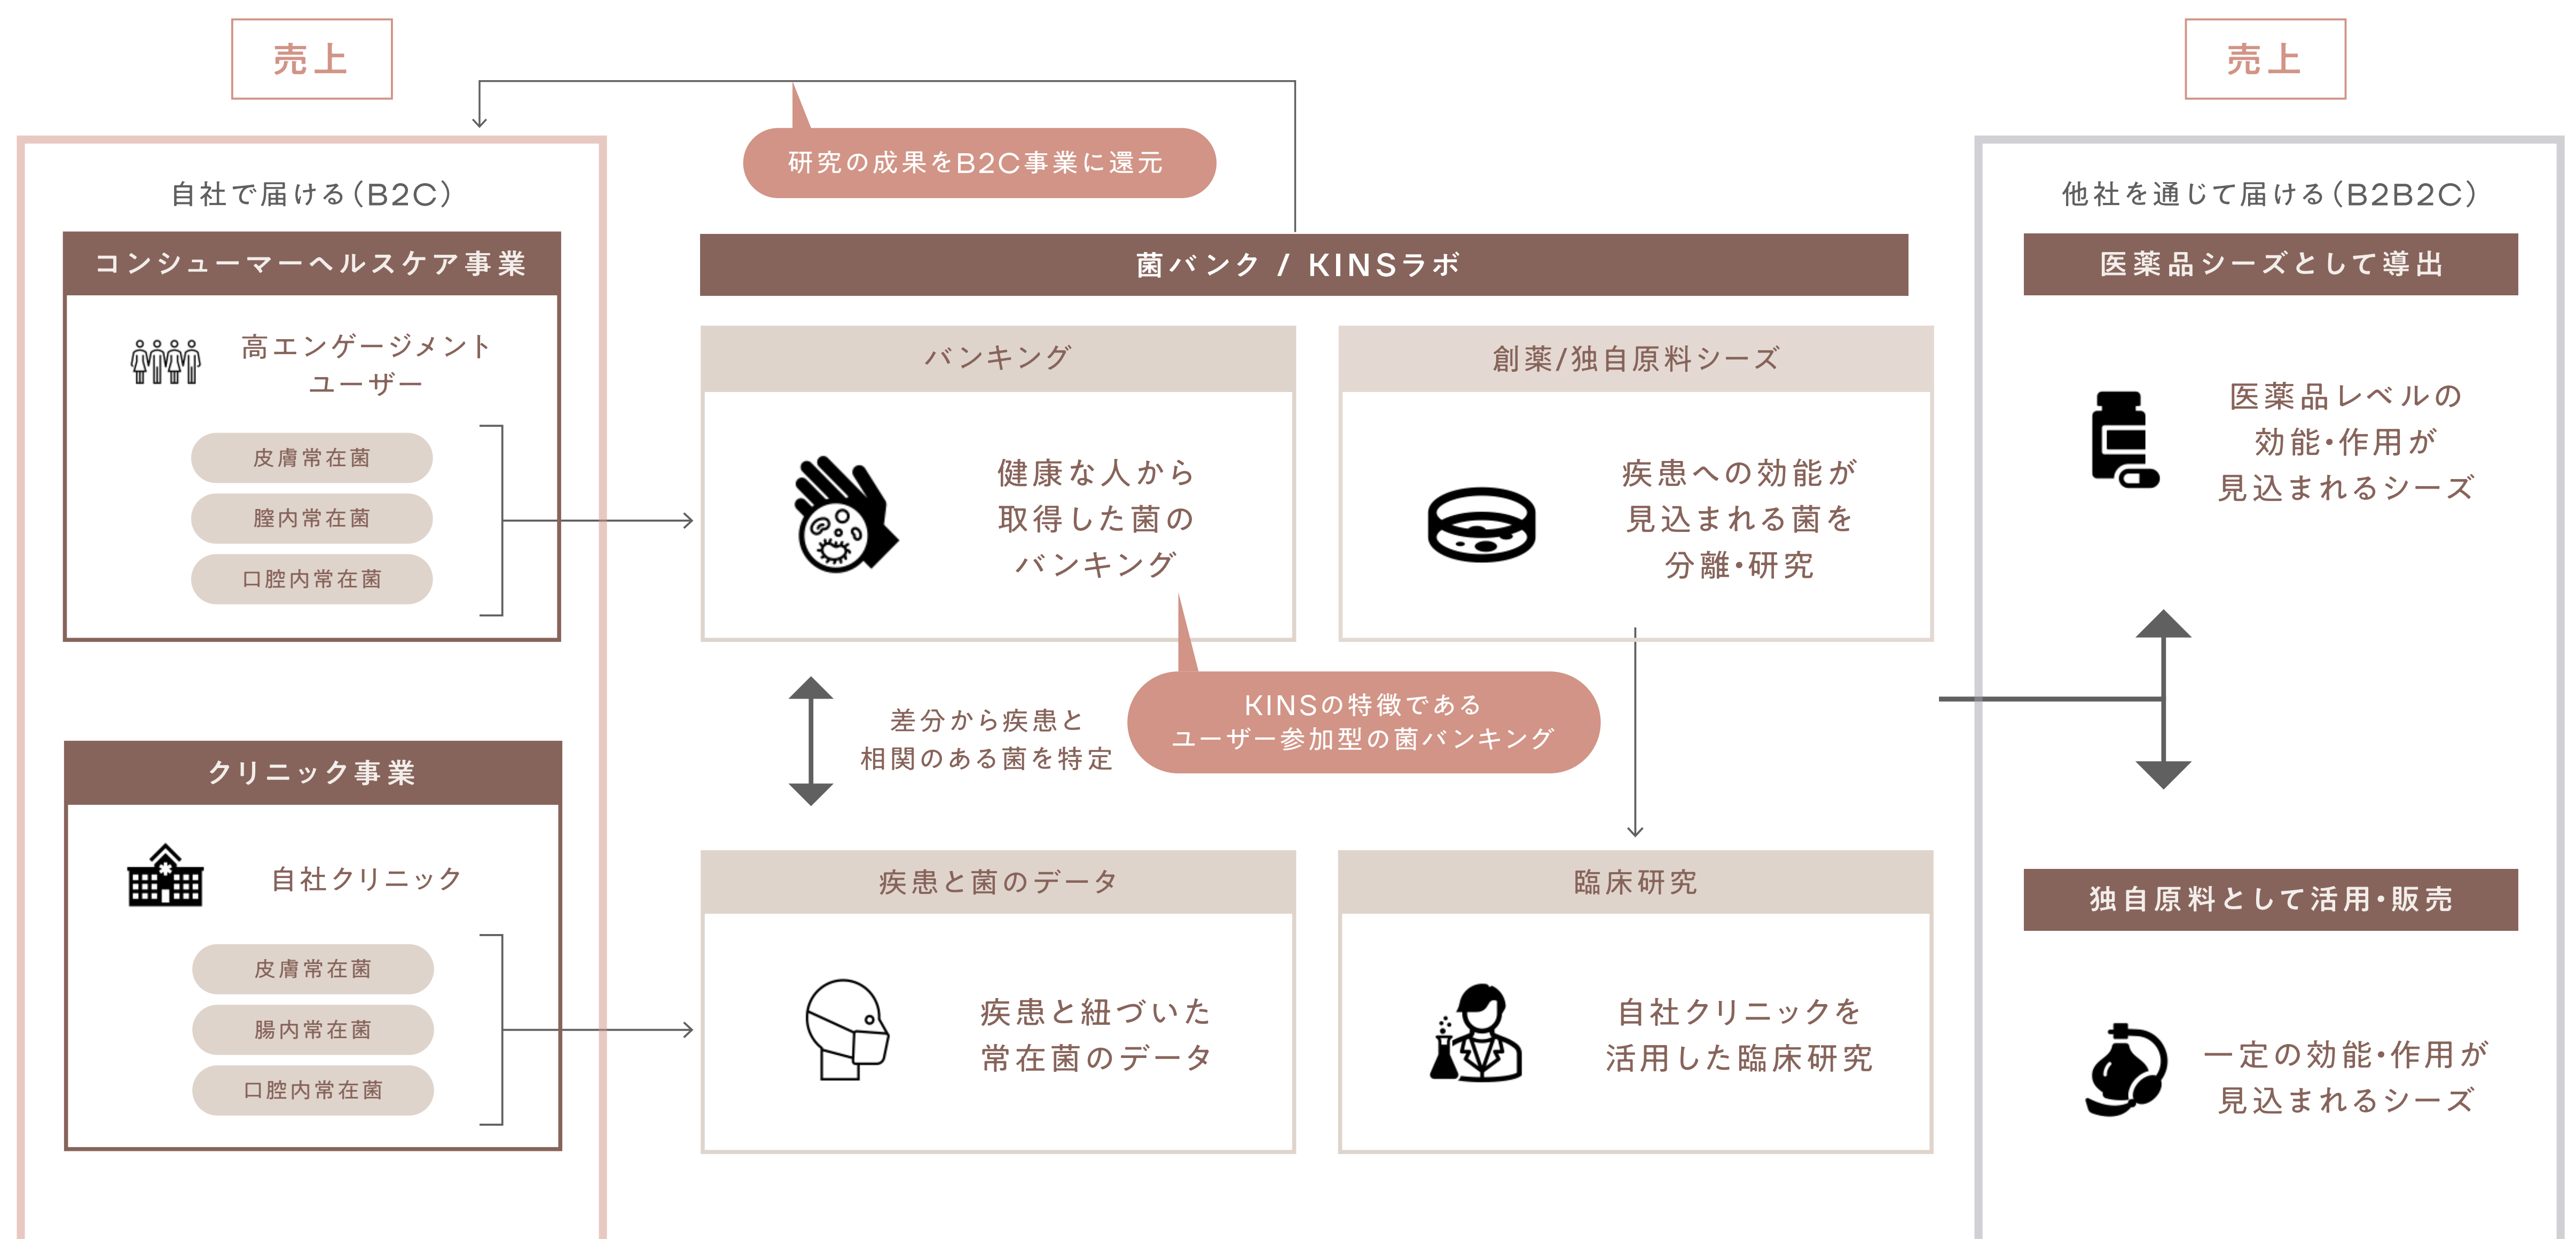 売上
自社で届ける(B2C)
コンシューマーヘルスケア事業
高エンゲージメント
ユーザー
皮膚常在菌
膣内常在菌
口腔内常在菌
クリニック事業
自社クリニック
皮膚常在菌
腸内常在菌
口腔内常在菌
研究の成果をB2C事業に還元
菌バンク / KINSラボ
バンキング
健康な人から
取得した菌の
バンキング
創薬/独自原料シーズ
疾患への効能が
見込まれる菌を
分離・研究
差分から疾患と
相関のある菌を特定
KINSの特徴である
ユーザー参加型の菌バンキング
疾患と菌のデータ
疾患と紐づいた
常在菌のデータ
臨床研究
自社クリニックを
活用した臨床研究
売上
他社を通じて届ける(B2B2C)
医薬品シーズとして導出
医薬品レベルの
効能・作用が
見込まれるシーズ
独自原料として活用・販売
一定の効能・作用が
見込まれるシーズ